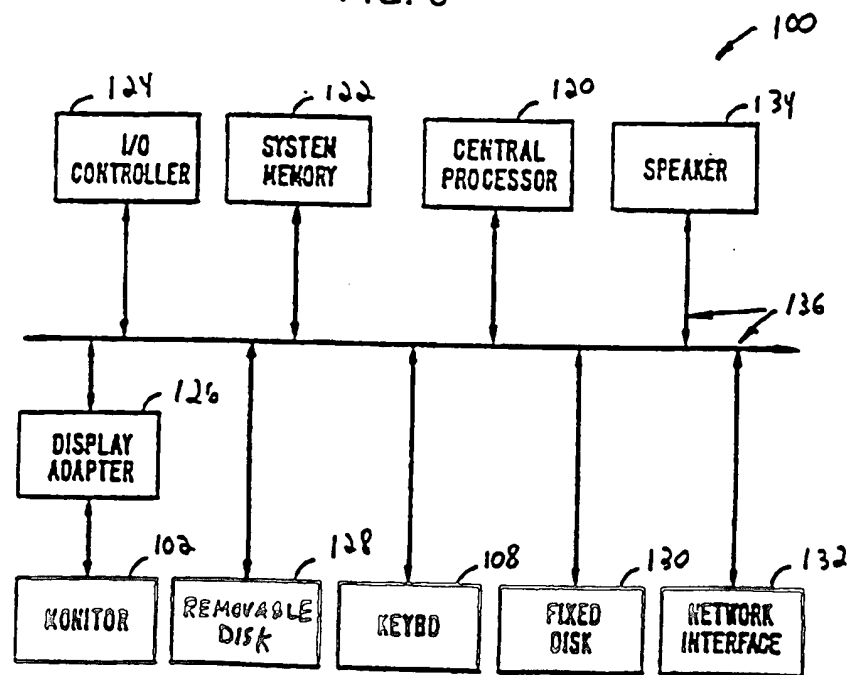 100
124
122
120
134
I/O
CONTROLLER
SYSTEM
MEMORY
CENTRAL
PROCESSOR
SPEAKER
136
126
DISPLAY
ADAPTER
102
128
108
130
132
MONITOR
REMOVABLE
DISK
KEYBD
FIXED
DISK
NETWORK
INTERFACE